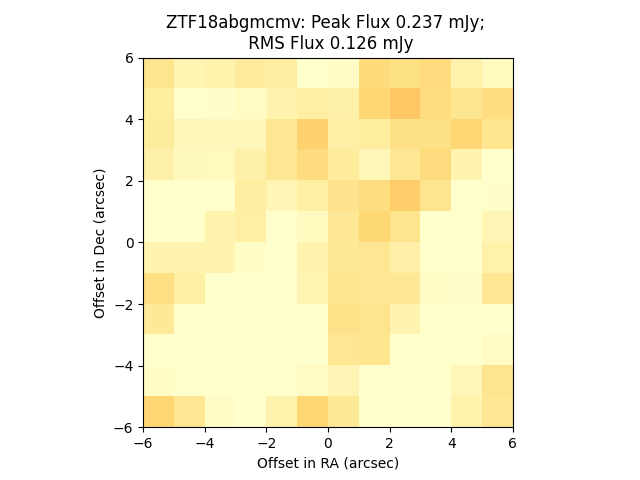 ZTF18abgmcmv: Peak Flux 0.237 mJy;
RMS Flux 0.126 mJy
6
4
2
0
−2
−4
−6
Offset in Dec (arcsec)
−6 −4 −2 0 2 4 6
Offset in RA (arcsec)